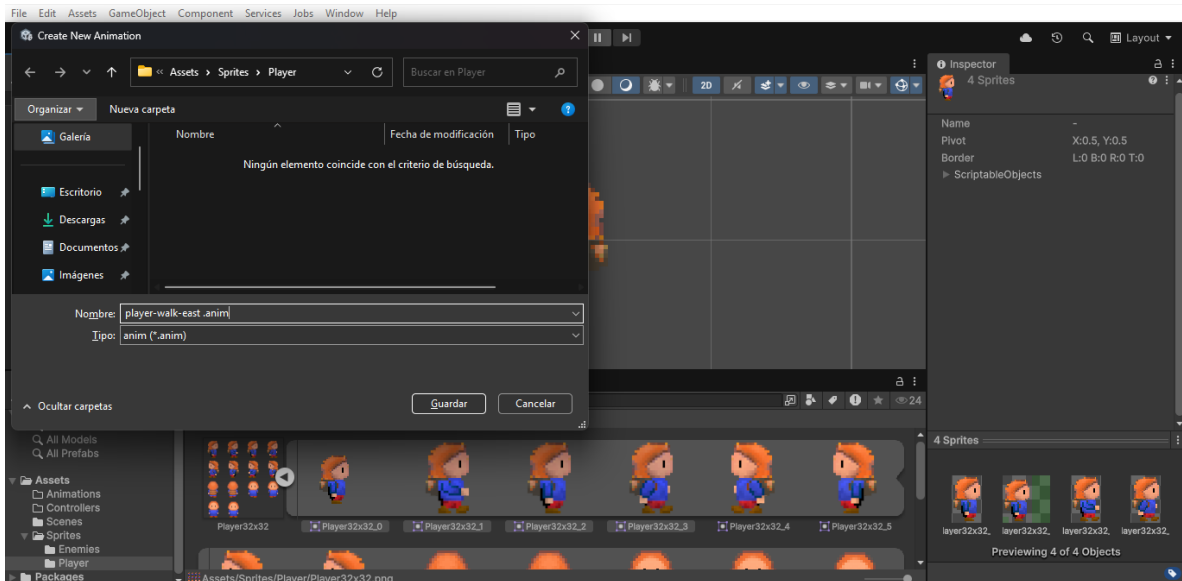 File Edit Assets GameObject Component Services Jobs Window Help
Create New Animation
Layout
« Assets › Sprites › Player
Buscar en Player
Organizar
Nueva carpeta
2D
Galería
Nombre
Fecha de modificación
Tipo
Ningún elemento coincide con el criterio de búsqueda.
Escritorio
Descargas
Documentos
Imágenes
Nombre: player-walk-east .anim
Tipo: anim (*.anim)
Ocultar carpetas
Guardar
Cancelar
Inspector
4 Sprites
Name -
Pivot X:0.5, Y:0.5
Border L:0 B:0 R:0 T:0
ScriptableObjects
24
All Models
All Prefabs
Assets
Animations
Controllers
Scenes
Sprites
Enemies
Player
Packages
Player32x32
Player32x32_0
Player32x32_1
Player32x32_2
Player32x32_3
Player32x32_4
Player32x32_5
Assets/Sprites/Player/Player32x32.png
4 Sprites
layer32x32_ layer32x32_ layer32x32_ layer32x32_
Previewing 4 of 4 Objects